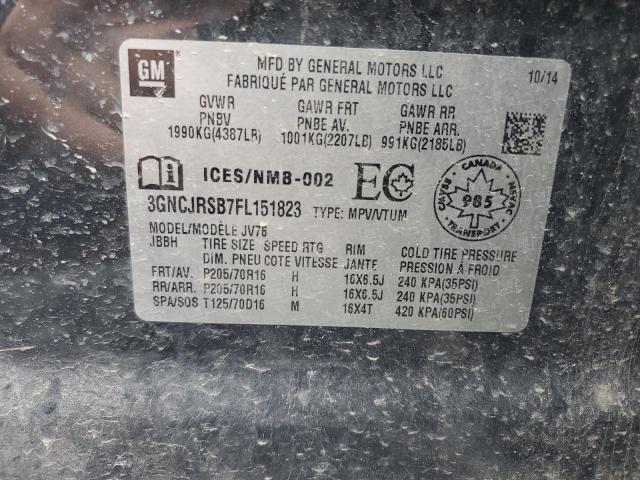 GM
MFD BY GENERAL MOTORS LLC 10/14
FABRIQUÉ PAR GENERAL MOTORS LLC
GVWR GAWR FRT GAWR RR
PNBV PNBE AV. PNBE ARR.
1990KG(4387LB) 1001KG(2207LB) 991KG(2185LB)
ICES/NMB-002 EC
CANADA CMVSS NSVAC 985 TRANSPORT
3GNCJRSB7FL151823 TYPE: MPV/VTUM
MODEL/MODÈLE JV76
JBBH TIRE SIZE SPEED RTG RIM COLD TIRE PRESSURE
DIM. PNEU COTE VITESSE JANTE PRESSION À FROID
FRT/AV. P205/70R16 H 16X6.5J 240 KPA(35PSI)
RR/ARR. P205/70R16 H 16X6.5J 240 KPA(35PSI)
SPA/SOS T125/70D16 M 16X4T 420 KPA(60PSI)